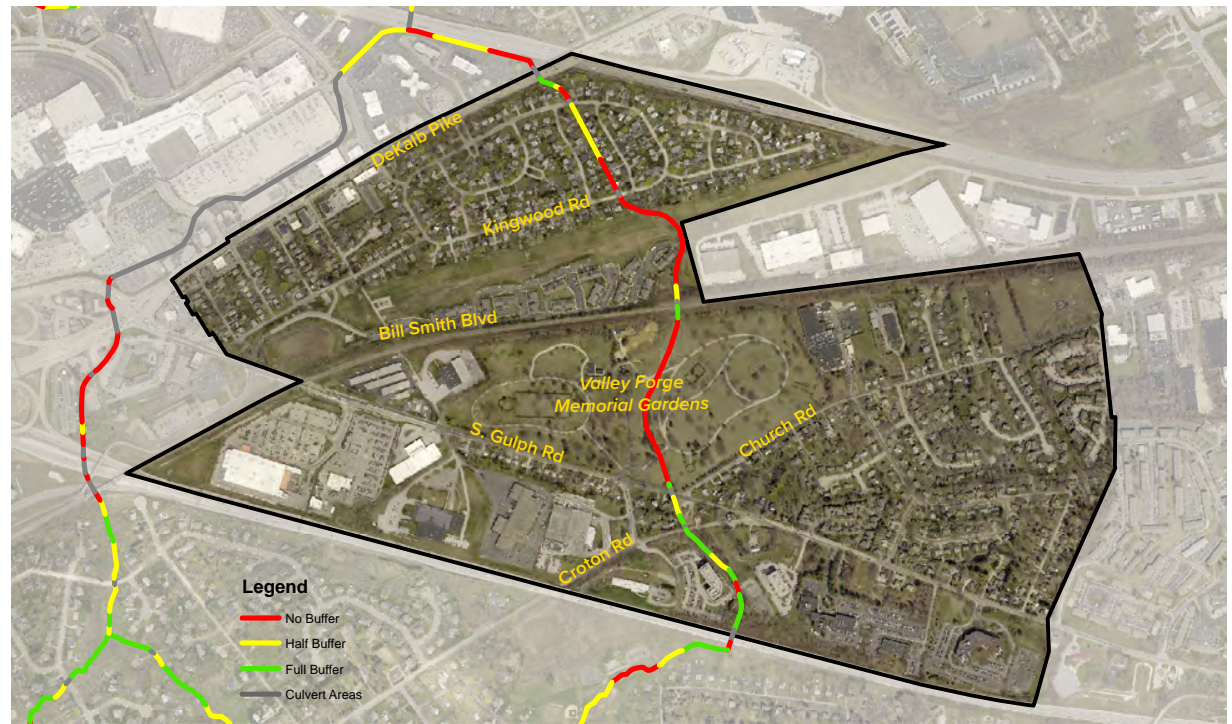 DeKalb Pike
Kingwood Rd
Bill Smith Blvd
Valley Forge
Memorial Gardens
S. Gulph Rd
Church Rd
Croton Rd
Legend
No Buffer
Half Buffer
Full Buffer
Culvert Areas